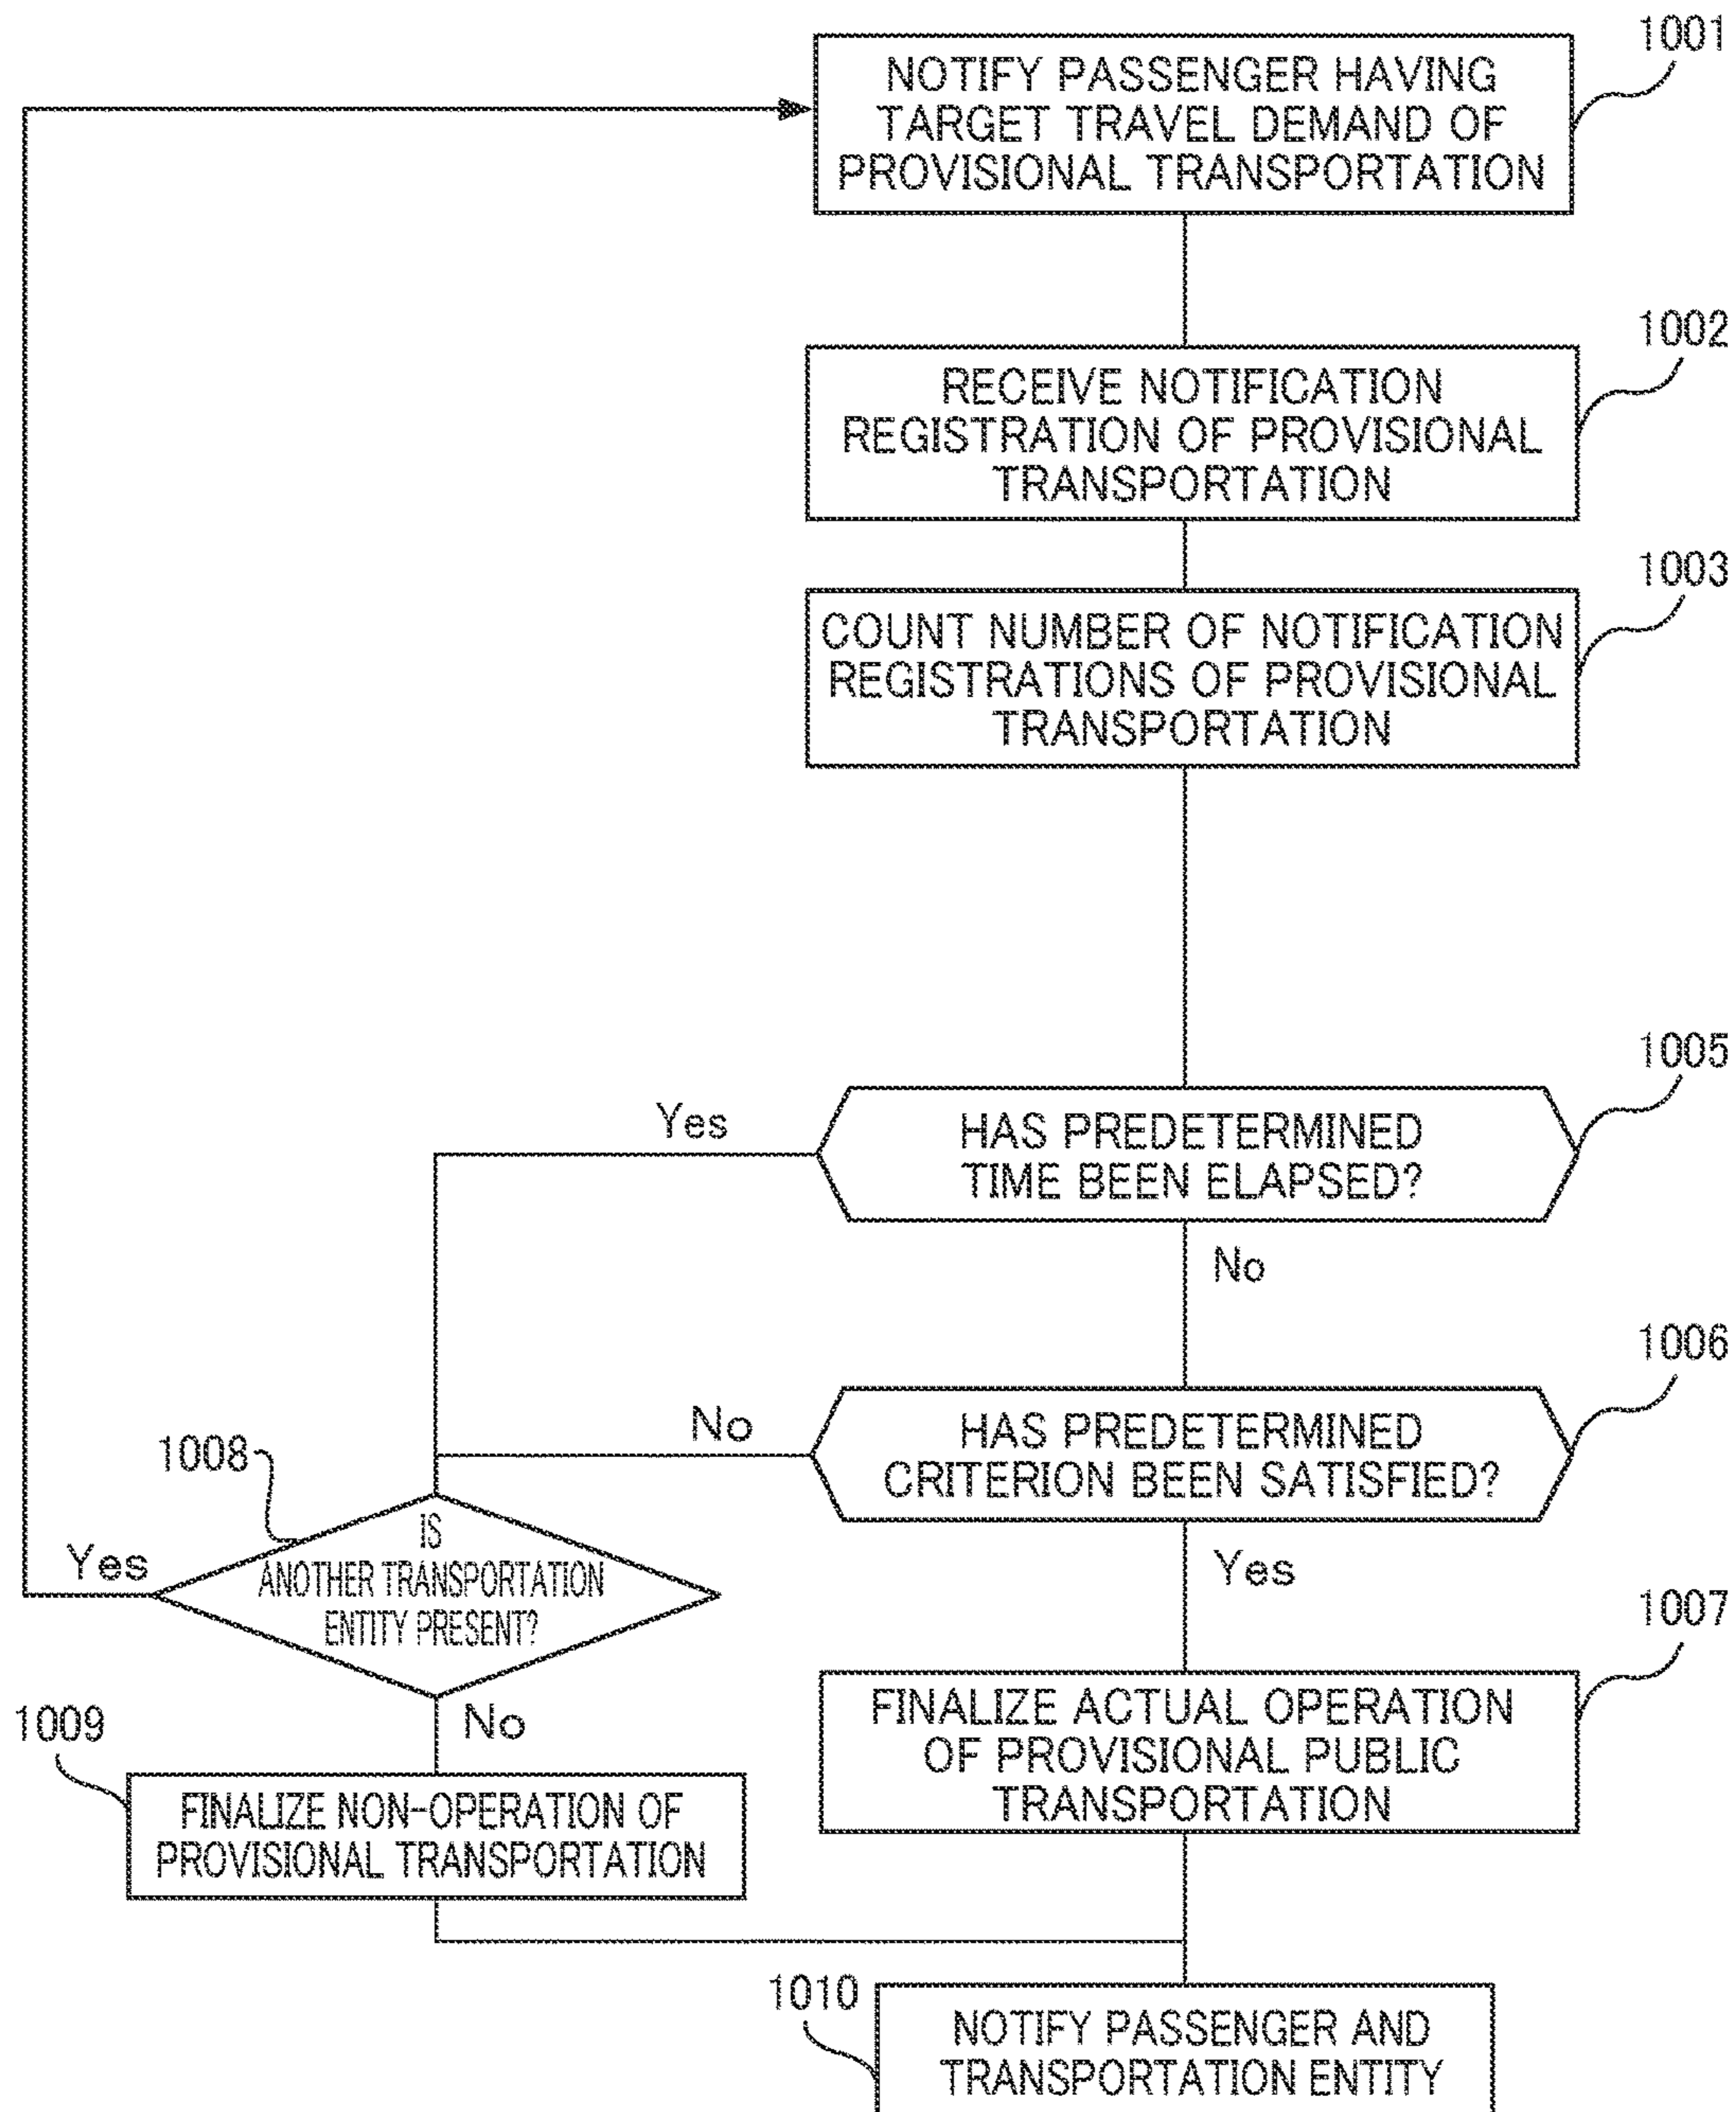 1001
NOTIFY PASSENGER HAVING
TARGET TRAVEL DEMAND OF
PROVISIONAL TRANSPORTATION
1002
RECEIVE NOTIFICATION
REGISTRATION OF PROVISIONAL
TRANSPORTATION
1003
COUNT NUMBER OF NOTIFICATION
REGISTRATIONS OF PROVISIONAL
TRANSPORTATION
1005
Yes
HAS PREDETERMINED
TIME BEEN ELAPSED?
No
1006
No
HAS PREDETERMINED
CRITERION BEEN SATISFIED?
1008
Yes
IS
ANOTHER TRANSPORTATION
ENTITY PRESENT?
Yes
1007
No
FINALIZE ACTUAL OPERATION
OF PROVISIONAL PUBLIC
TRANSPORTATION
1009
FINALIZE NON-OPERATION OF
PROVISIONAL TRANSPORTATION
1010
NOTIFY PASSENGER AND
TRANSPORTATION ENTITY